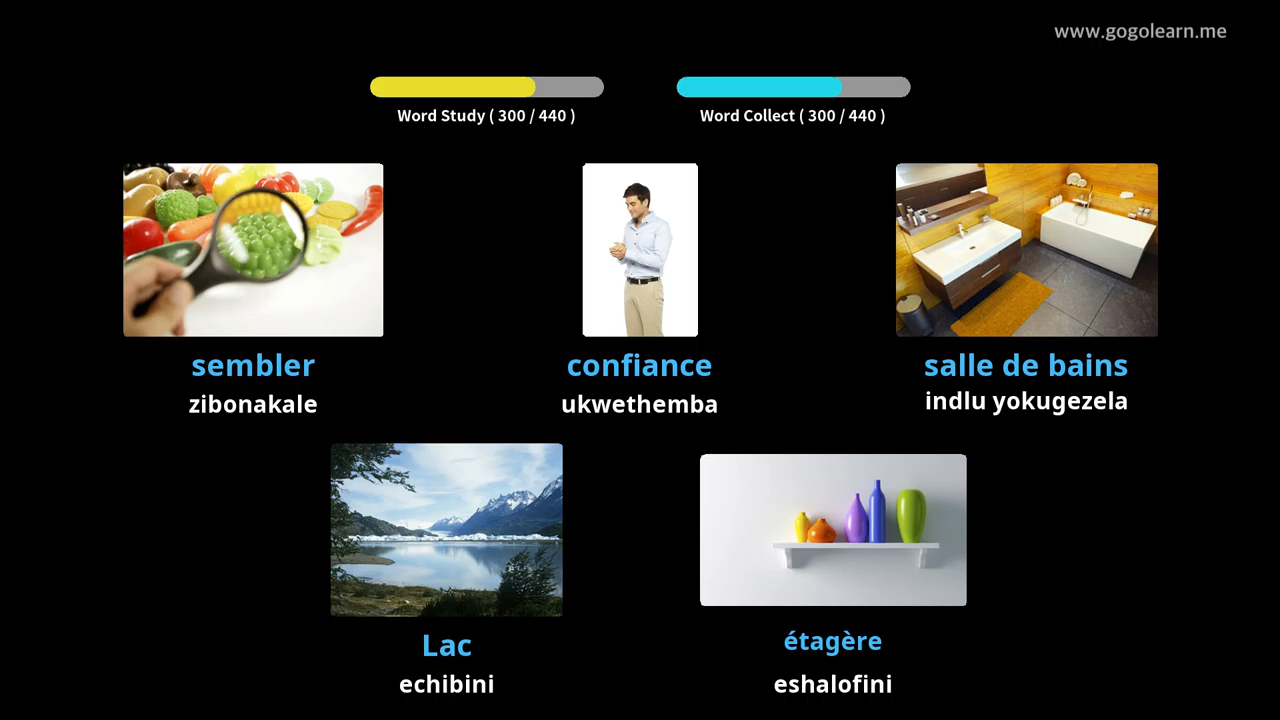 www.gogolearn.me
Word Study ( 300 / 440 )
Word Collect ( 300 / 440 )
sembler
zibonakale
confiance
ukwethemba
salle de bains
indlu yokugezela
Lac
echibini
étagère
eshalofini